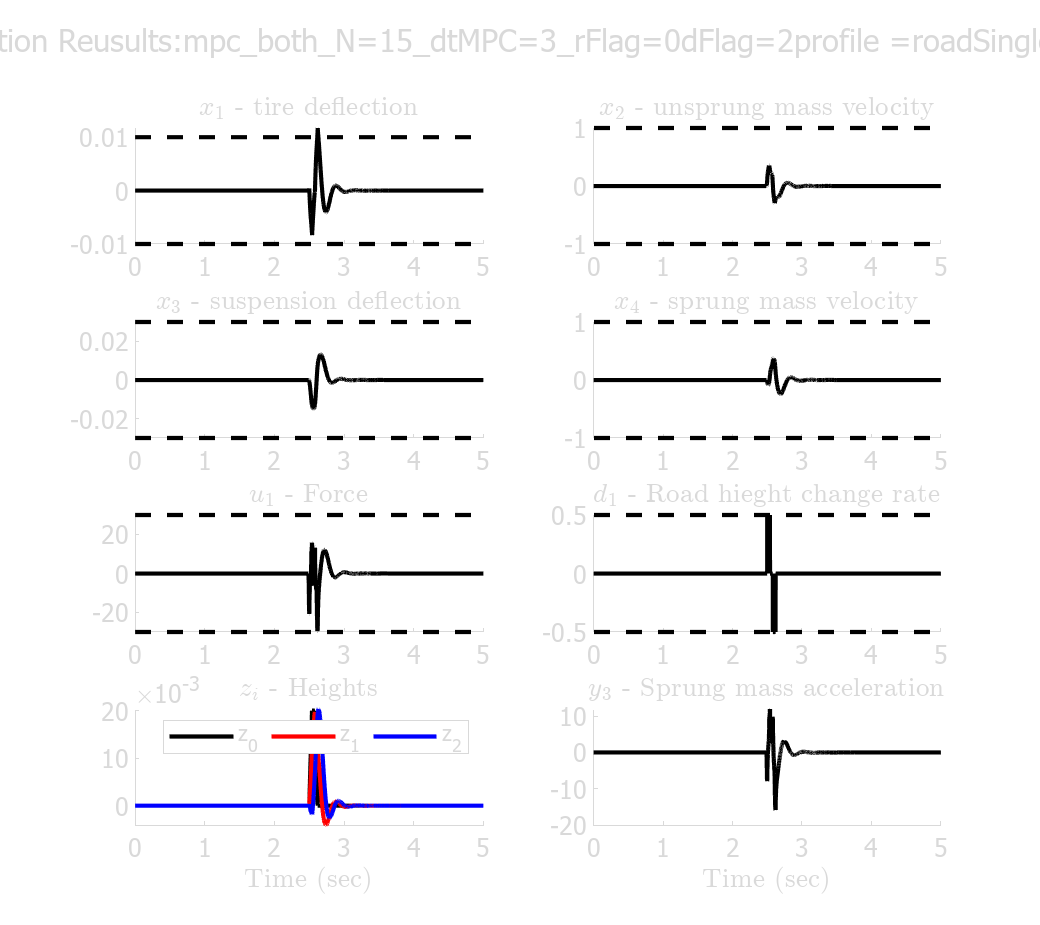 tion Reusults:mpc_both_N=15_dtMPC=3_rFlag=0dFlag=2profile =roadSingle
x₁ - tire deflection
0.01
0
-0.01
0 1 2 3 4 5
x₂ - unsprung mass velocity
1
0
-1
0 1 2 3 4 5
x₃ - suspension deflection
0.02
0
-0.02
0 1 2 3 4 5
x₄ - sprung mass velocity
1
0
-1
0 1 2 3 4 5
u₁ - Force
20
0
-20
0 1 2 3 4 5
d₁ - Road hieght change rate
0.5
0
-0.5
0 1 2 3 4 5
×10⁻³ zᵢ - Heights
20
10
0
z₀ z₁ z₂
0 1 2 3 4 5
Time (sec)
y₃ - Sprung mass acceleration
10
0
-10
-20
0 1 2 3 4 5
Time (sec)